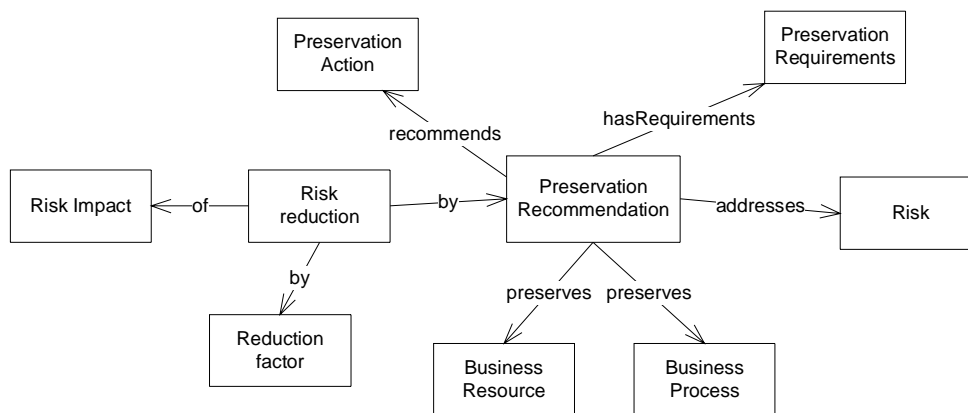 Preservation
Action
Preservation
Requirements
recommends
hasRequirements
Risk Impact
of
Risk
reduction
by
Preservation
Recommendation
addresses
Risk
by
preserves
preserves
Reduction
factor
Business
Resource
Business
Process